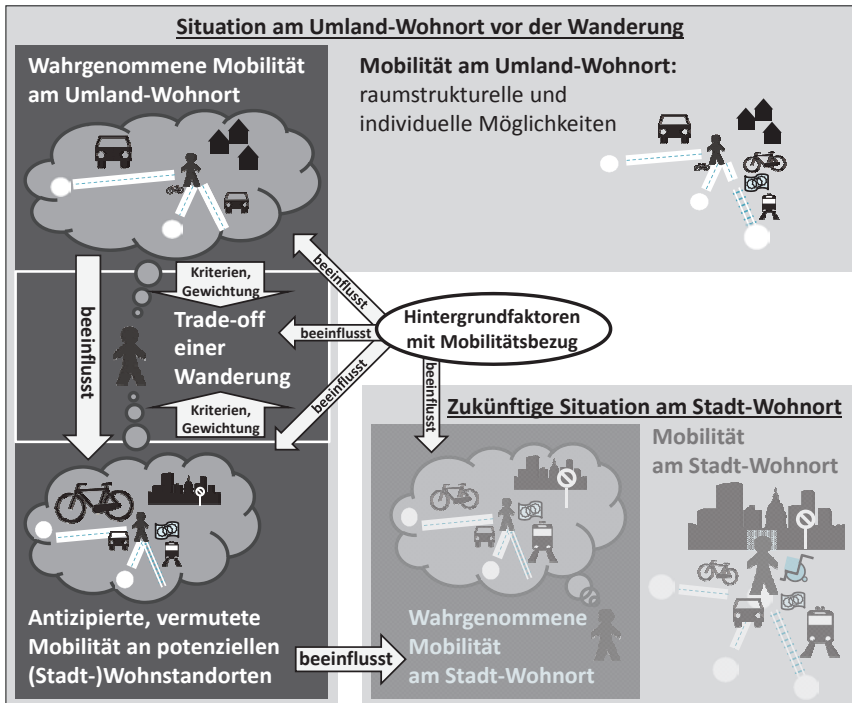 Situation am Umland-Wohnort vor der Wanderung
Wahrgenommene Mobilität
am Umland-Wohnort
Mobilität am Umland-Wohnort:
raumstrukturelle und
individuelle Möglichkeiten
beeinflusst
Kriterien,
Gewichtung
Trade-off
einer
Wanderung
Kriterien,
Gewichtung
beeinflusst
beeinflusst
beeinflusst
Hintergrundfaktoren
mit Mobilitätsbezug
beeinflusst
Zukünftige Situation am Stadt-Wohnort
Mobilität
am Stadt-Wohnort
Antizipierte, vermutete
Mobilität an potenziellen
(Stadt-)Wohnstandorten
beeinflusst
Wahrgenommene
Mobilität
am Stadt-Wohnort